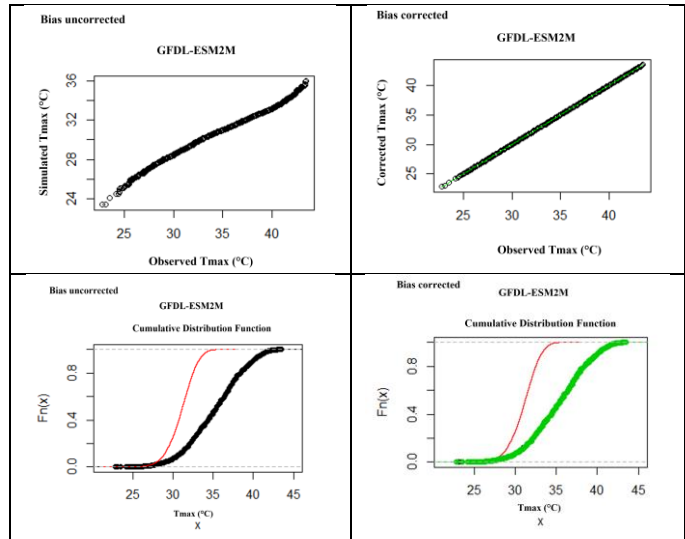 Bias uncorrected
GFDL-ESM2M
Simulated Tmax (°C)
36
32
28
24
25 30 35 40
Observed Tmax (°C)
Bias corrected
GFDL-ESM2M
Corrected Tmax (°C)
40
35
30
25
25 30 35 40
Observed Tmax (°C)
Bias uncorrected
GFDL-ESM2M
Cumulative Distribution Function
Fn(x)
0.8
0.4
0.0
25 30 35 40 45
Tmax (°C)
X
Bias corrected
GFDL-ESM2M
Cumulative Distribution Function
Fn(x)
0.8
0.4
0.0
25 30 35 40 45
Tmax (°C)
X